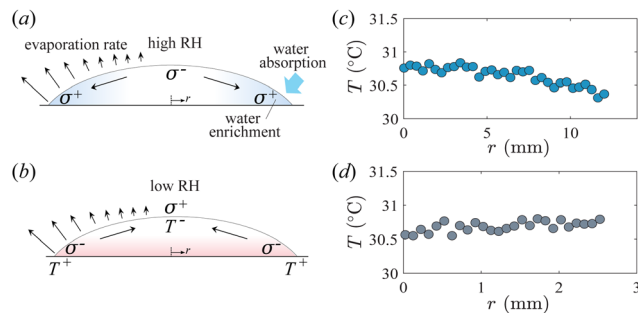 (a)
evaporation rate
high RH
water
absorption
σ⁻
σ⁺
σ⁺
r
water
enrichment
(b)
low RH
σ⁺
T⁻
σ⁻
σ⁻
r
T⁺
T⁺
(c)
31.5
31
30.5
30
T (°C)
0
5
10
r (mm)
(d)
31.5
31
30.5
30
T (°C)
0
1
2
3
r (mm)